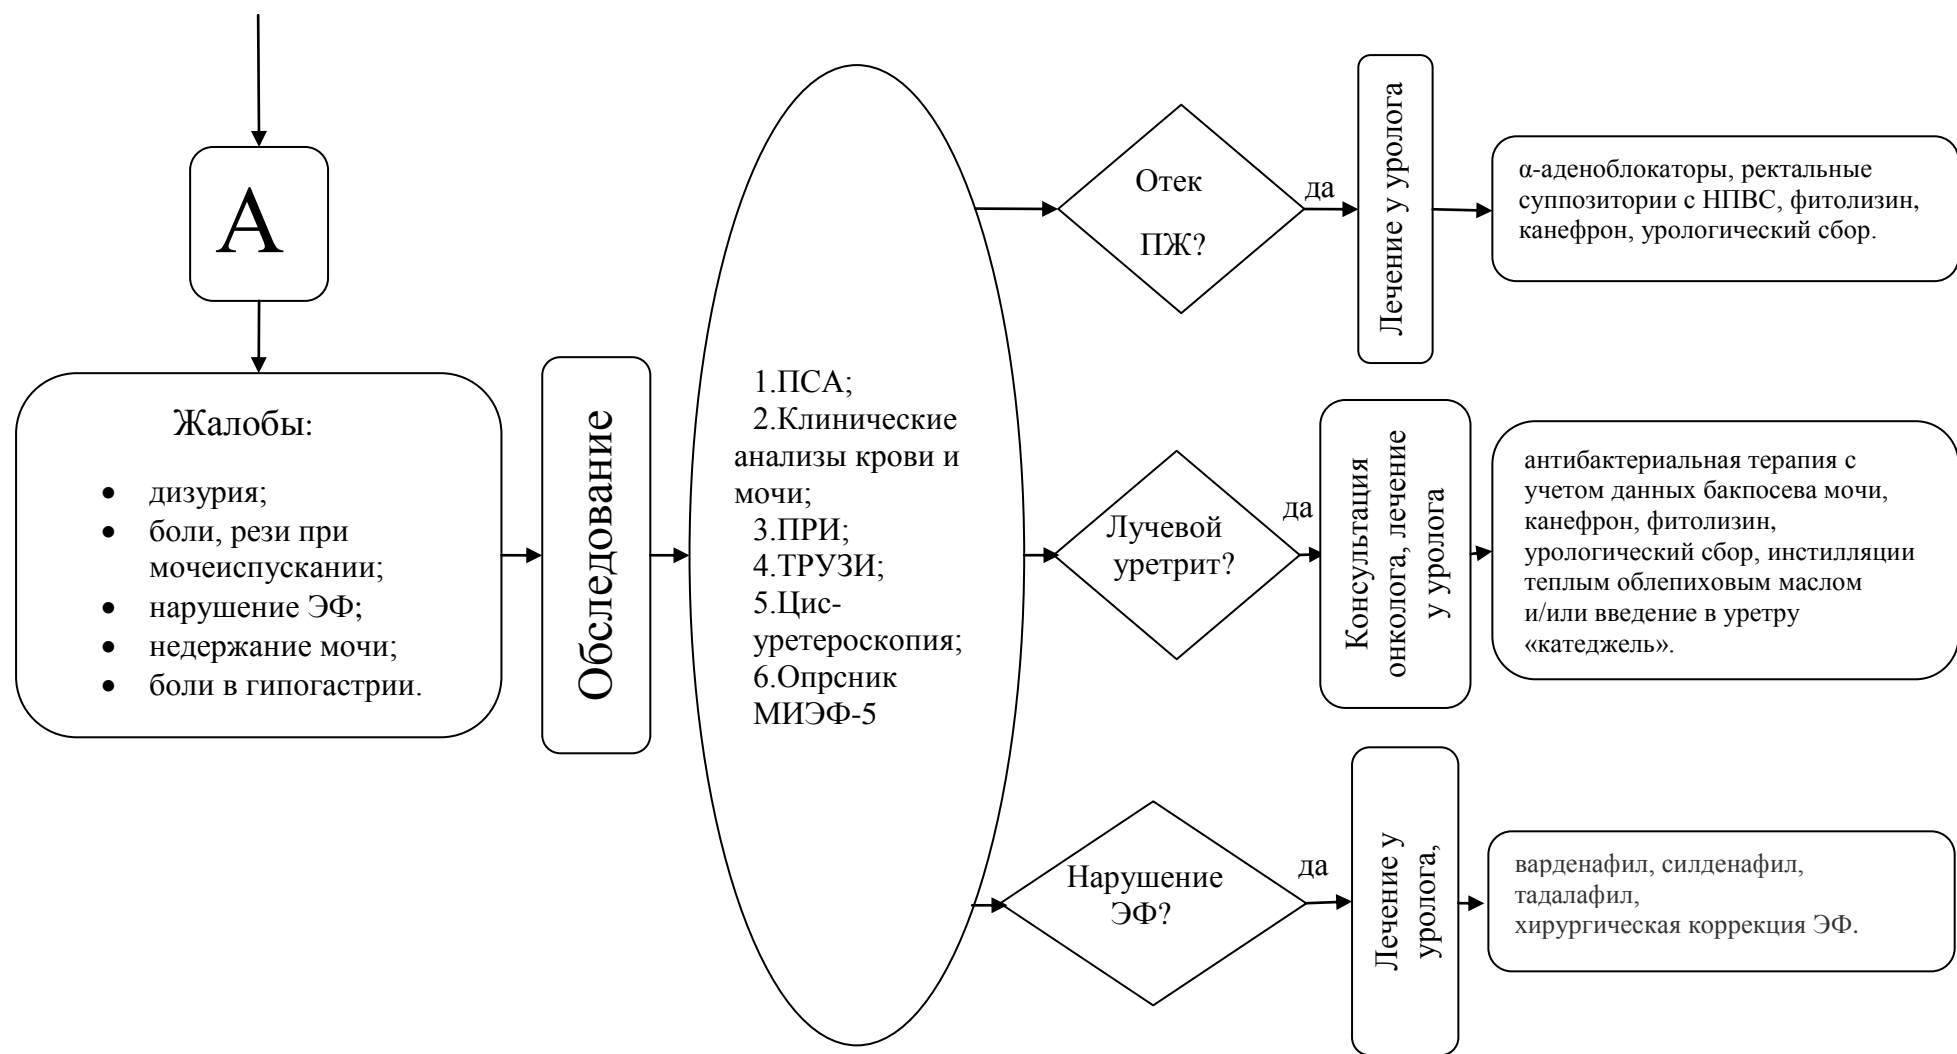 А
Жалобы:
• дизурия;
• боли, рези при
мочеиспускании;
• нарушение ЭФ;
• недержание мочи;
• боли в гипогастрии.
Обследование
1.ПСА;
2.Клинические
анализы крови и
мочи;
3.ПРИ;
4.ТРУЗИ;
5.Цис-
уретероскопия;
6.Опрсник
МИЭФ-5
Отек
ПЖ?
да
Лечение у уролога
α-аденоблокаторы, ректальные
суппозитории с НПВС, фитолизин,
канефрон, урологический сбор.
Лучевой
уретрит?
да
Консультация
онколога, лечение
у уролога
антибактериальная терапия с
учетом данных бакпосева мочи,
канефрон, фитолизин,
урологический сбор, инстилляции
теплым облепиховым маслом
и/или введение в уретру
«катеджель».
Нарушение
ЭФ?
да
Лечение у
уролога,
варденафил, силденафил,
тадалафил,
хирургическая коррекция ЭФ.